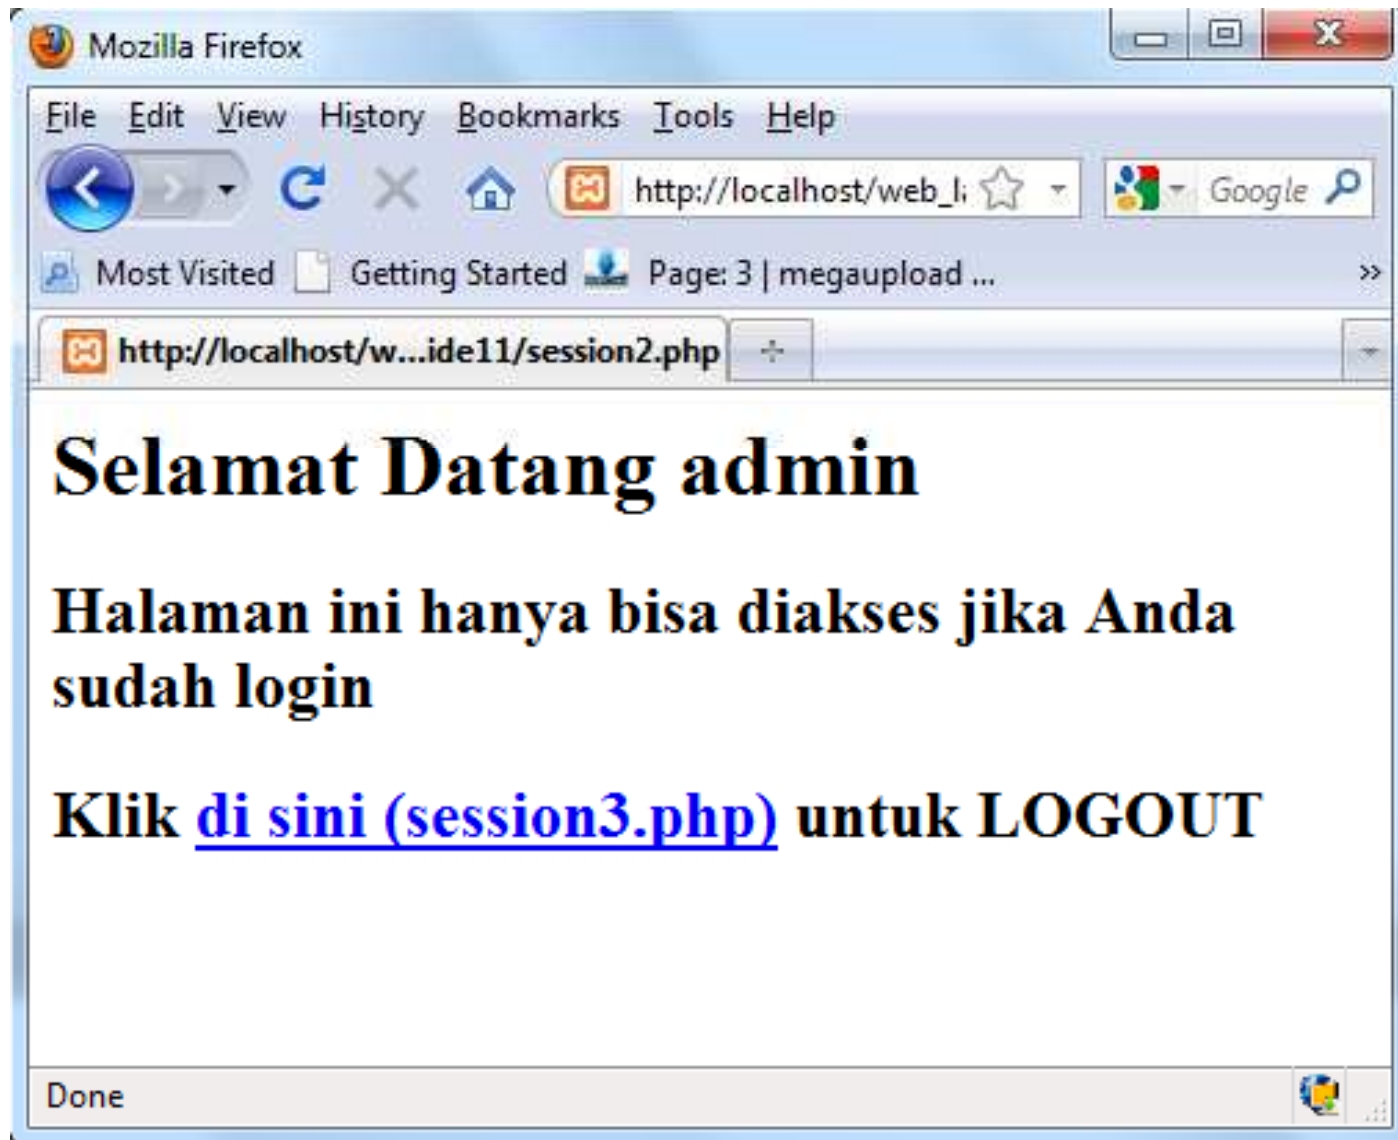 Mozilla Firefox
File Edit View History Bookmarks Tools Help
http://localhost/web_l Google
Most Visited Getting Started Page: 3 | megaupload ... »
http://localhost/w...ide11/session2.php
Selamat Datang admin
Halaman ini hanya bisa diakses jika Anda
sudah login
Klik di sini (session3.php) untuk LOGOUT
Done